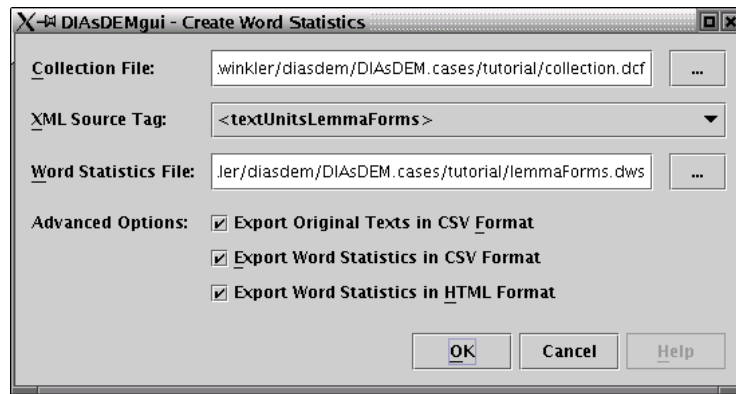 DIAsDEMgui - Create Word Statistics
Collection File: .winkler/diasdem/DIAsDEM.cases/tutorial/collection.dcf ...
XML Source Tag: <textUnitsLemmaForms>
Word Statistics File: .ler/diasdem/DIAsDEM.cases/tutorial/lemmaForms.dws ...
Advanced Options: Export Original Texts in CSV Format
Export Word Statistics in CSV Format
Export Word Statistics in HTML Format
OK Cancel Help